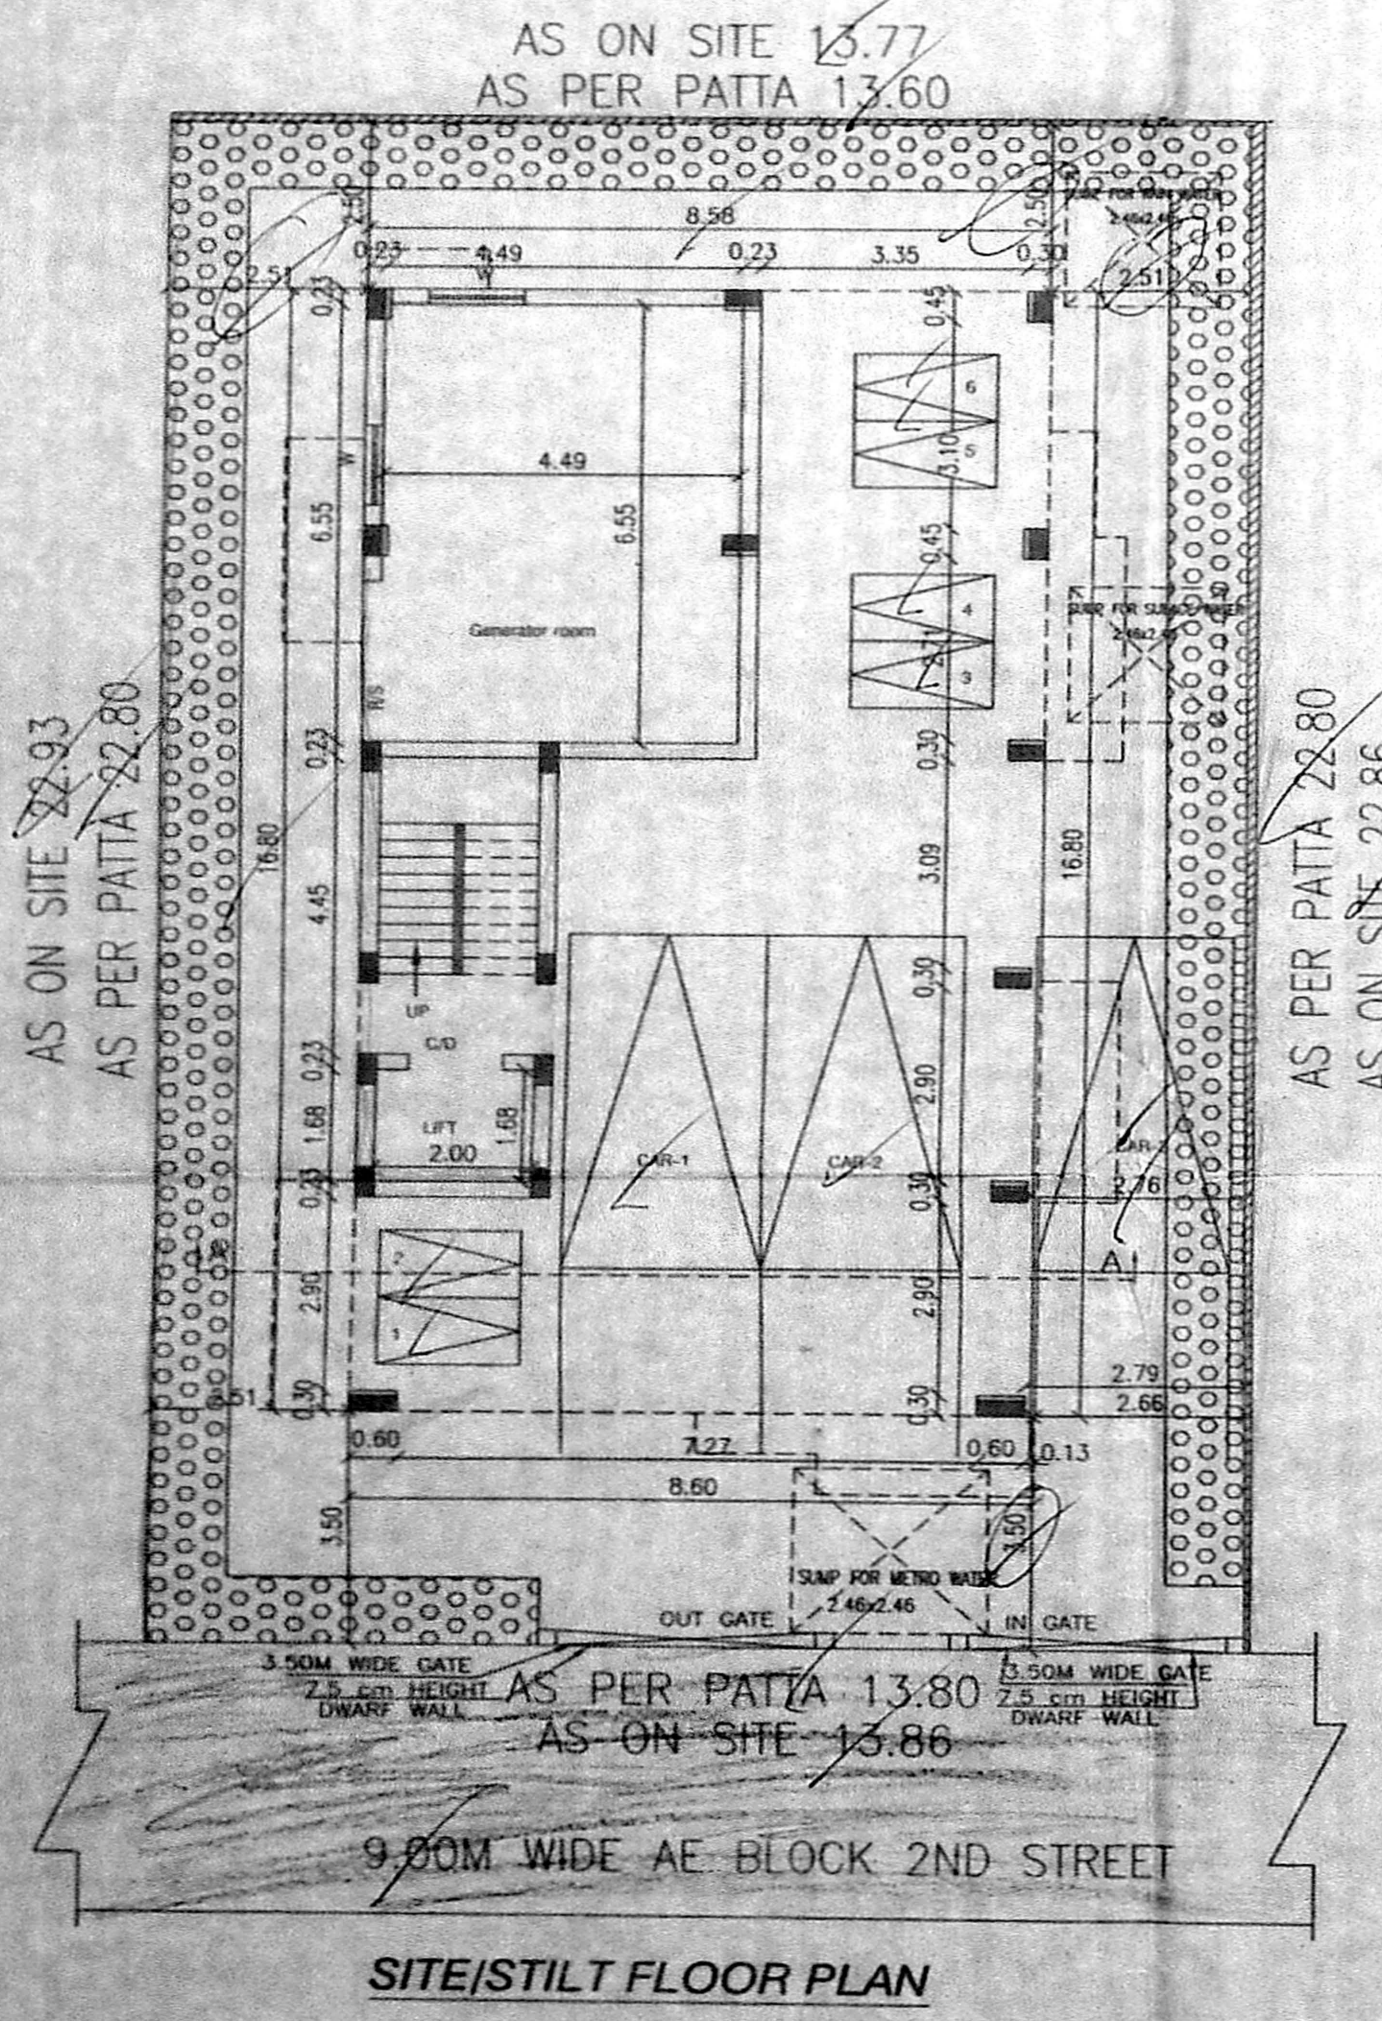 AS ON SITE 13.77
AS PER PATTA 13.60
2.50
8.58
2.50
SUMP FOR RAIN WATER
2.46x2.46
0.23
4.49
0.23
3.35
0.30
2.51
W
2.51
0.23
0.45
6
3.10
5
W
4.49
6.55
6.55
0.45
4
SUMP FOR
3
Generator room
R/S
AS ON SITE 22.93
AS PER PATTA 22.80
AS PER PATTA 22.80
AS ON SITE 22.86
0.23
0.30
16.80
4.45
3.09
16.80
UP
C/D
0.30
0.23
2.90
1.68
LIFT
1.68
2.00
CAR-1
CAR-2
0.23
0.30
2.76
A
2
2.90
2.90
1
0.30
0.30
2.79
2.66
0.60
7.27
0.60
0.13
8.60
3.50
3.50
SUMP FOR METRO WATER
2.46x2.46
OUT GATE
IN GATE
3.50M WIDE GATE
7.5 cm HEIGHT
DWARF WALL
AS PER PATTA 13.80
AS ON SITE 13.86
3.50M WIDE GATE
7.5 cm HEIGHT
DWARF WALL
9.00M WIDE AE BLOCK 2ND STREET
SITE/STILT FLOOR PLAN